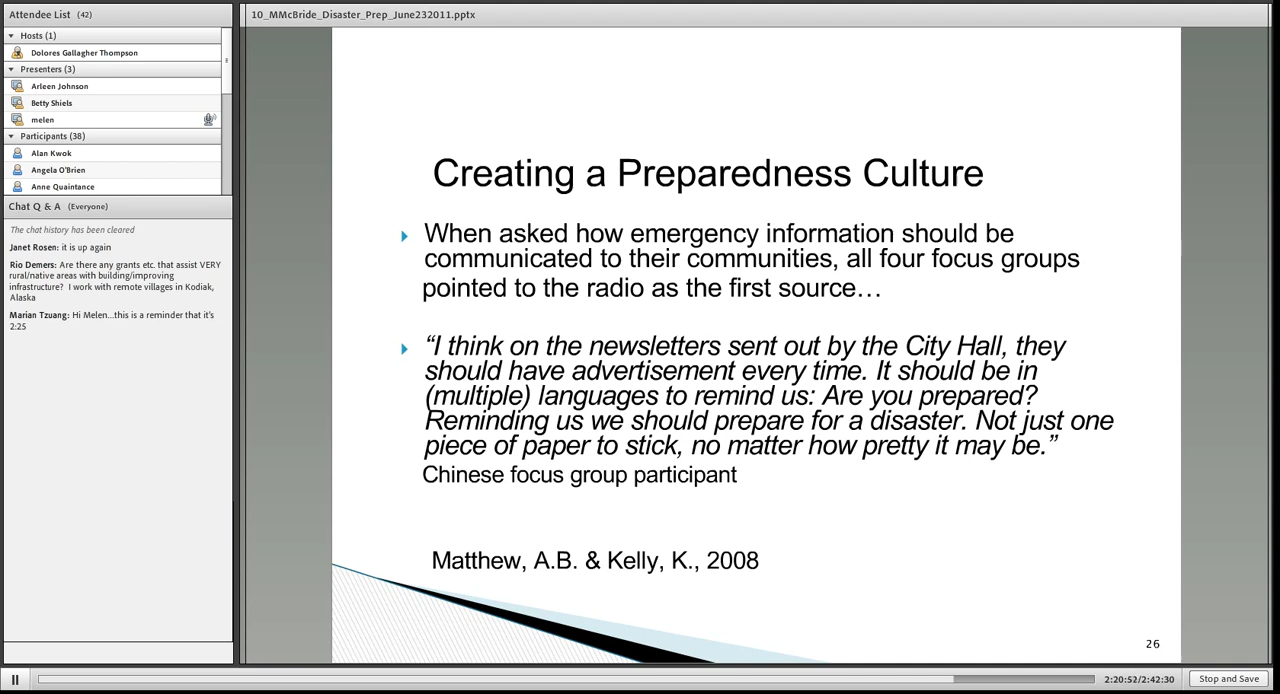 Attendee List (42)
Hosts (1)
Dolores Gallagher Thompson
Presenters (3)
Arleen Johnson
Betty Shiels
melen
Participants (38)
Alan Kwok
Angela O'Brien
Anne Quaintance
Chat Q & A (Everyone)
The chat history has been cleared
Janet Rosen: it is up again
Rio Demers: Are there any grants etc. that assist VERY
rural/native areas with building/improving
infrastructure? I work with remote villages in Kodiak,
Alaska
Marian Tzuang: Hi Melen...this is a reminder that it's
2:25
10_MMcBride_Disaster_Prep_June232011.pptx
Creating a Preparedness Culture
When asked how emergency information should be
communicated to their communities, all four focus groups
pointed to the radio as the first source…
“I think on the newsletters sent out by the City Hall, they
should have advertisement every time. It should be in
(multiple) languages to remind us: Are you prepared?
Reminding us we should prepare for a disaster. Not just one
piece of paper to stick, no matter how pretty it may be.”
Chinese focus group participant
Matthew, A.B. & Kelly, K., 2008
26
2:20:52/2:42:30
Stop and Save